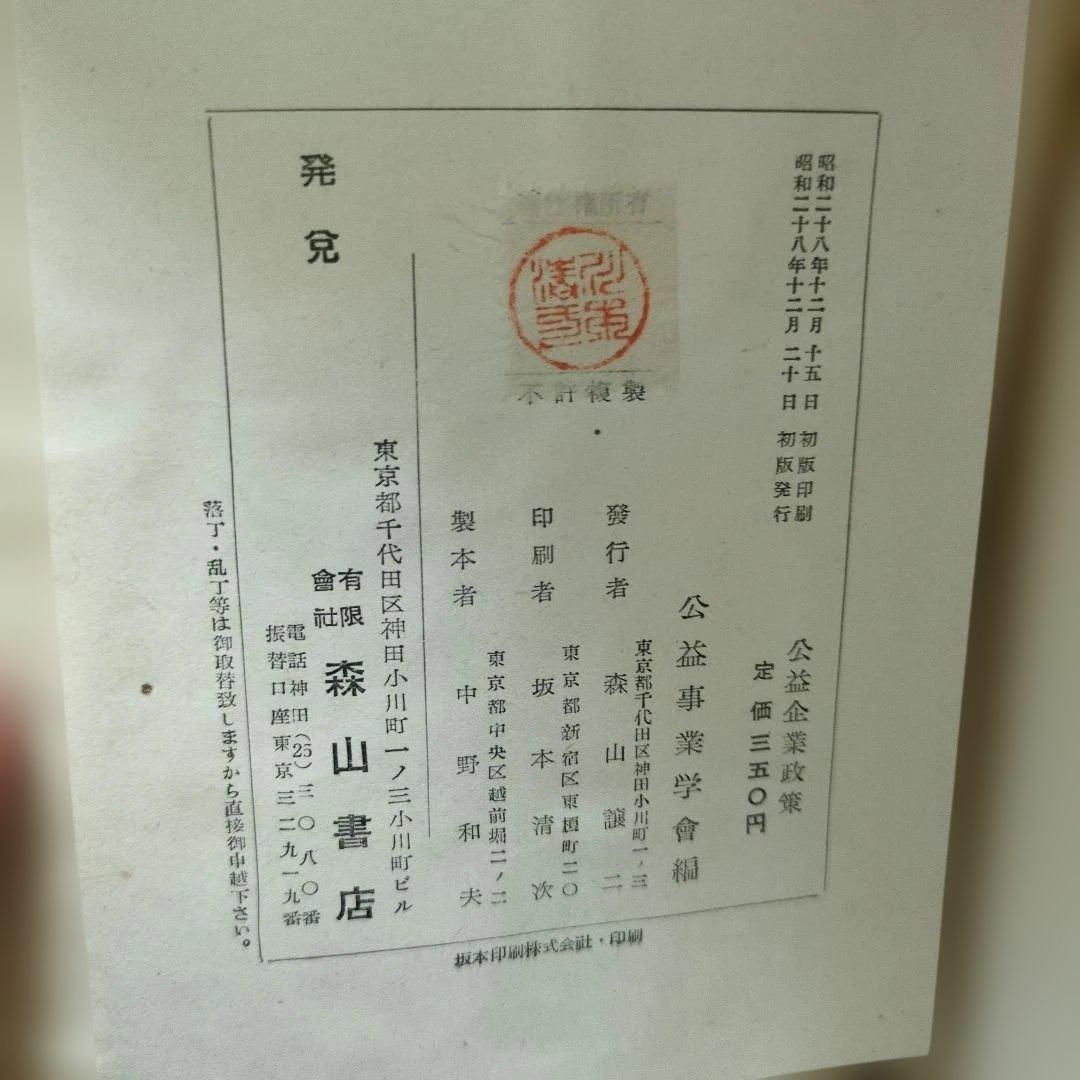 昭和二十八年十二月十五日 初版印刷
昭和二十八年十二月二十日 初版発行
公益企業政策
定価三五〇円
公益事業学會編
不許複製
東京都千代田区神田小川町一ノ三
發行者 森山譲二
東京都新宿区東榎町二〇
印刷者 坂本清次
東京都中央区越前堀二ノ二
製本者 中野和夫
東京都千代田区神田小川町一ノ三小川町ビル
発兌
有限會社 森山書店
電話神田(25)三〇八〇番
振替口座東京三二九一九番
落丁・乱丁等は御取替致しますから直接御申越下さい。
坂本印刷株式会社・印刷